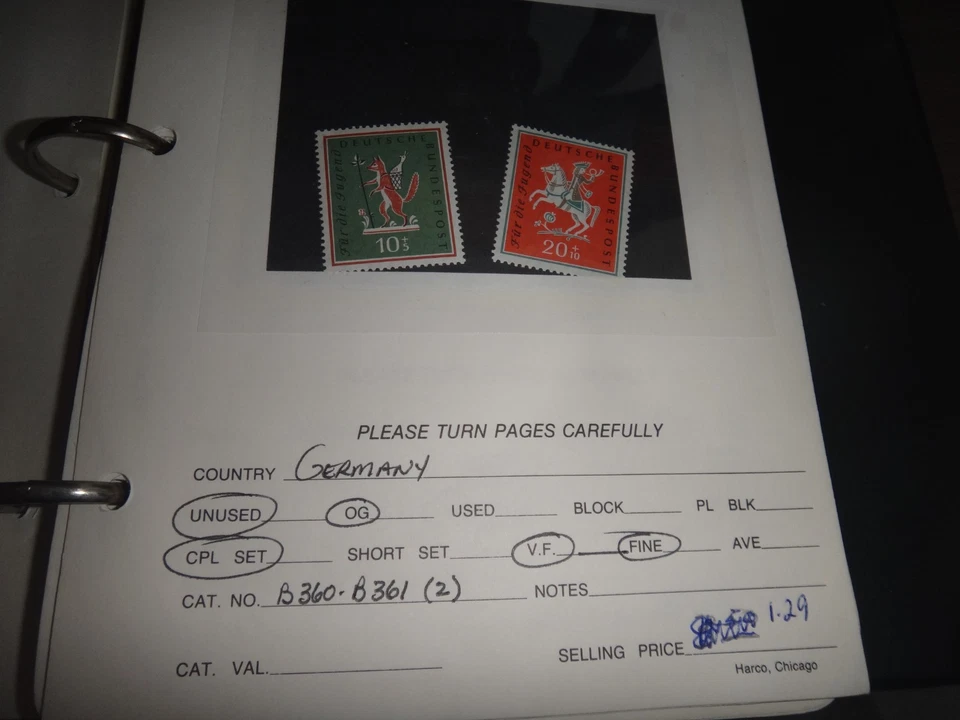 Für die Jugend DEUTSCHE BUNDESPOST
10+5
Für die Jugend DEUTSCHE BUNDESPOST
20+10
PLEASE TURN PAGES CAREFULLY
COUNTRY GERMANY
UNUSED OG USED BLOCK PL BLK
CPL SET SHORT SET V.F. FINE AVE
CAT. NO. B360-B361 (2) NOTES
SELLING PRICE 1.29
CAT. VAL.
Harco, Chicago